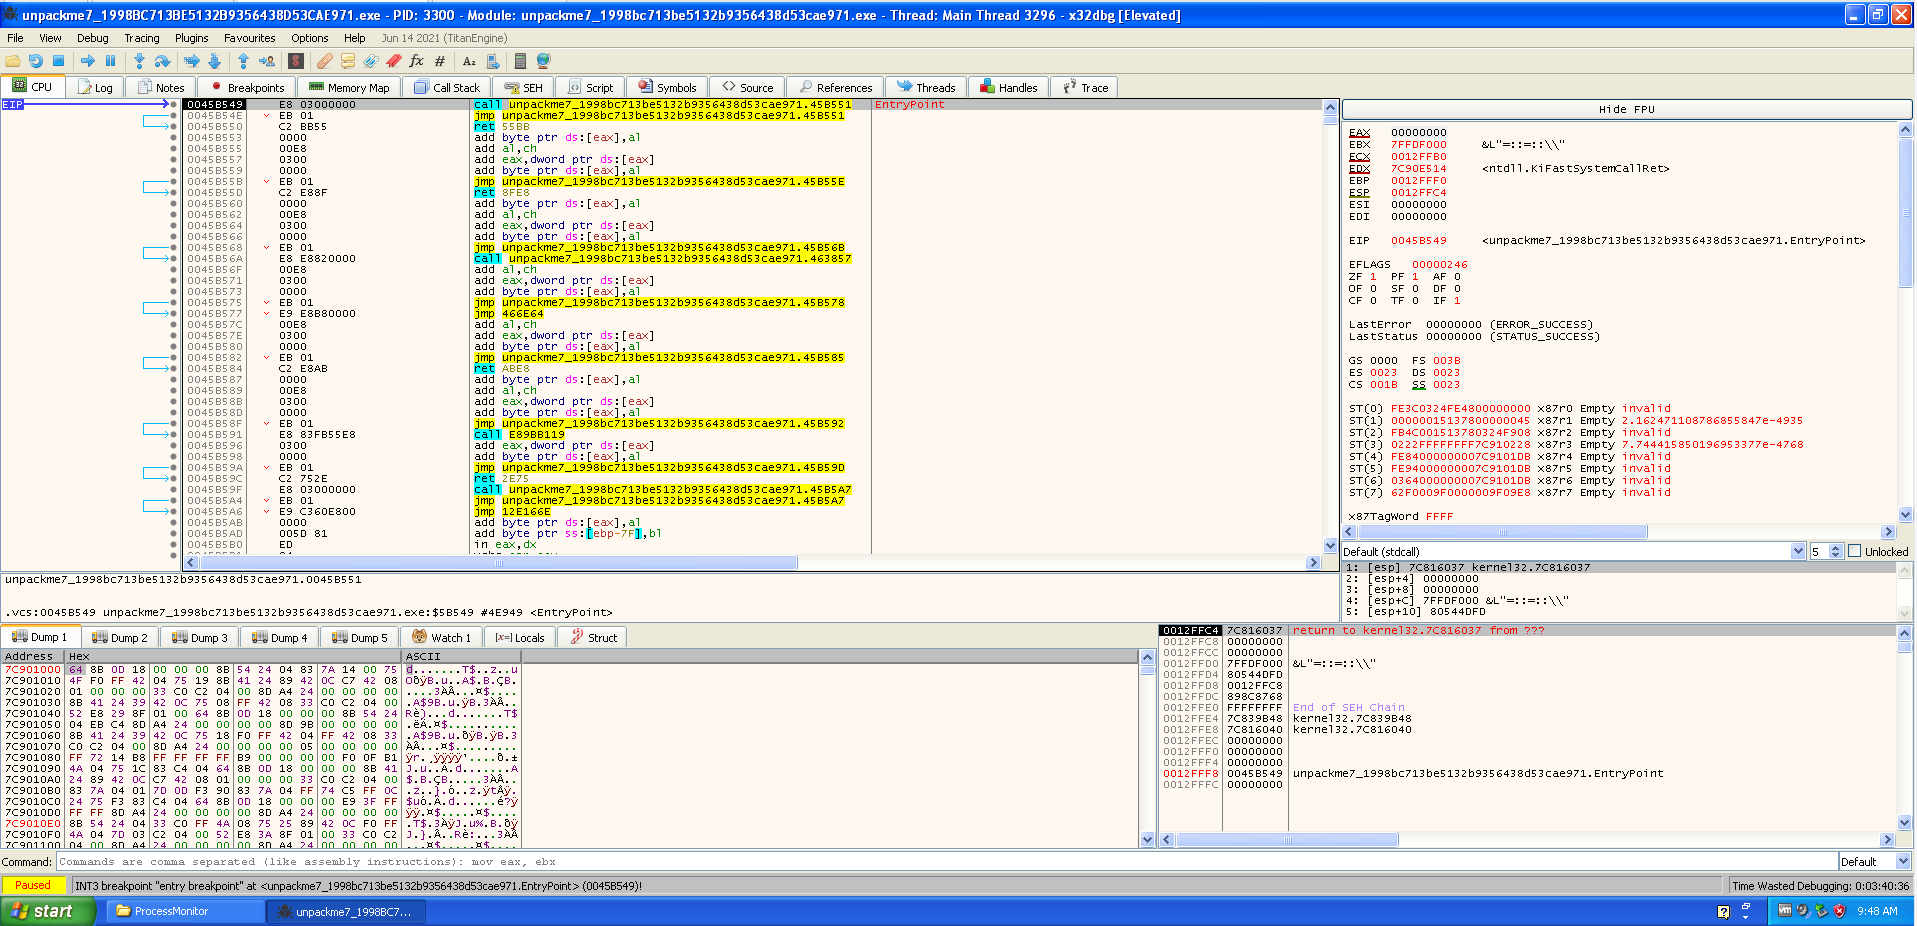 unpackme7_1998BC713BE5132B9356438D53CAE971.exe - PID: 3300 - Module: unpackme7_1998bc713be5132b9356438d53cae971.exe - Thread: Main Thread 3296 - x32dbg [Elevated]
File View Debug Tracing Plugins Favourites Options Help Jun 14 2021 (TitanEngine)
CPU Log Notes Breakpoints Memory Map Call Stack SEH Script Symbols Source References Threads Handles Trace
EIP 0045B549 E8 03000000 call unpackme7_1998bc713be5132b9356438d53cae971.45B551 EntryPoint
0045B54E EB 01 jmp unpackme7_1998bc713be5132b9356438d53cae971.45B551
0045B550 C2 BB55 ret 55BB
0045B553 0000 add byte ptr ds:[eax],al
0045B555 00E8 add al,ch
0045B557 0300 add eax,dword ptr ds:[eax]
0045B559 0000 add byte ptr ds:[eax],al
0045B55B EB 01 jmp unpackme7_1998bc713be5132b9356438d53cae971.45B55E
0045B55D C2 E88F ret 8FE8
0045B560 0000 add byte ptr ds:[eax],al
0045B562 00E8 add al,ch
0045B564 0300 add eax,dword ptr ds:[eax]
0045B566 0000 add byte ptr ds:[eax],al
0045B568 EB 01 jmp unpackme7_1998bc713be5132b9356438d53cae971.45B56B
0045B56A E8 E8820000 call unpackme7_1998bc713be5132b9356438d53cae971.463857
0045B56F 00E8 add al,ch
0045B571 0300 add eax,dword ptr ds:[eax]
0045B573 0000 add byte ptr ds:[eax],al
0045B575 EB 01 jmp unpackme7_1998bc713be5132b9356438d53cae971.45B578
0045B577 E9 E8B80000 jmp 466E64
0045B57C 00E8 add al,ch
0045B57E 0300 add eax,dword ptr ds:[eax]
0045B580 0000 add byte ptr ds:[eax],al
0045B582 EB 01 jmp unpackme7_1998bc713be5132b9356438d53cae971.45B585
0045B584 C2 E8AB ret ABE8
0045B587 0000 add byte ptr ds:[eax],al
0045B589 00E8 add al,ch
0045B58B 0300 add eax,dword ptr ds:[eax]
0045B58D 0000 add byte ptr ds:[eax],al
0045B58F EB 01 jmp unpackme7_1998bc713be5132b9356438d53cae971.45B592
0045B591 E8 83FB55E8 call E89BB119
0045B596 0300 add eax,dword ptr ds:[eax]
0045B598 0000 add byte ptr ds:[eax],al
0045B59A EB 01 jmp unpackme7_1998bc713be5132b9356438d53cae971.45B59D
0045B59C C2 752E ret 2E75
0045B59F E8 03000000 call unpackme7_1998bc713be5132b9356438d53cae971.45B5A7
0045B5A4 EB 01 jmp unpackme7_1998bc713be5132b9356438d53cae971.45B5A7
0045B5A6 E9 C360E800 jmp 12E166E
0045B5AB 0000 add byte ptr ds:[eax],al
0045B5AD 005D 81 add byte ptr ss:[ebp-7F],bl
0045B5B0 ED in eax,dx
unpackme7_1998bc713be5132b9356438d53cae971.0045B551
.vcs:0045B549 unpackme7_1998bc713be5132b9356438d53cae971.exe:$5B549 #4E949 <EntryPoint>
Hide FPU
EAX 00000000
EBX 7FFDF000 &L"=::=::\\"
ECX 0012FFB0
EDX 7C90E514 <ntdll.KiFastSystemCallRet>
EBP 0012FFF0
ESP 0012FFC4
ESI 00000000
EDI 00000000
EIP 0045B549 <unpackme7_1998bc713be5132b9356438d53cae971.EntryPoint>
EFLAGS 00000246
ZF 1 PF 1 AF 0
OF 0 SF 0 DF 0
CF 0 TF 0 IF 1
LastError 00000000 (ERROR_SUCCESS)
LastStatus 00000000 (STATUS_SUCCESS)
GS 0000 FS 003B
ES 0023 DS 0023
CS 001B SS 0023
ST(0) FE3C0324FE4800000000 x87r0 Empty invalid
ST(1) 00000015137800000045 x87r1 Empty 2.162471108786855847e-4935
ST(2) FB4C001513780324F908 x87r2 Empty invalid
ST(3) 0222FFFFFFFF7C910228 x87r3 Empty 7.744415850196953377e-4768
ST(4) FE84000000007C9101DB x87r4 Empty invalid
ST(5) FE94000000007C9101DB x87r5 Empty invalid
ST(6) 0364000000007C9101DB x87r6 Empty invalid
ST(7) 62F0009F0000009F09E8 x87r7 Empty invalid
x87TagWord FFFF
Default (stdcall) 5 Unlocked
1: [esp] 7C816037 kernel32.7C816037
2: [esp+4] 00000000
3: [esp+8] 00000000
4: [esp+C] 7FFDF000 &L"=::=::\\"
5: [esp+10] 80544DFD
Dump 1 Dump 2 Dump 3 Dump 4 Dump 5 Watch 1 [x=] Locals Struct
Address Hex ASCII
7C901000 64 8B 0D 18 00 00 00 8B 54 24 04 83 7A 14 00 75 d.......T$..z..u
7C901010 4F F0 FF 42 04 75 19 8B 41 24 89 42 0C C7 42 08 OðÿB.u..A$.B.ÇB.
7C901020 01 00 00 00 33 C0 C2 04 00 8D A4 24 00 00 00 00 ....3ÀÂ...¤$....
7C901030 8B 41 24 39 42 0C 75 08 FF 42 08 33 C0 C2 04 00 .A$9B.u.ÿB.3ÀÂ..
7C901040 52 E8 29 8F 01 00 64 8B 0D 18 00 00 00 8B 54 24 Rè)...d.......T$
7C901050 04 EB C4 8D A4 24 00 00 00 00 00 8D 9B 00 00 00 .ëÄ.¤$..........
7C901060 8B 41 24 39 42 0C 75 18 F0 FF 42 04 FF 42 08 33 .A$9B.u.ðÿB.ÿB.3
7C901070 C0 C2 04 00 8D A4 24 00 00 00 00 00 05 00 00 00 ÀÂ...¤$.........
7C901080 FF 72 14 B8 FF FF FF FF B9 00 00 00 00 F0 0F B1 ÿr.¸ÿÿÿÿ¹....ð.±
7C901090 4A 04 75 1C 83 C4 04 64 8B 0D 18 00 00 00 8B 41 J.u..Ä.d.......A
7C9010A0 24 89 42 0C C7 42 08 01 00 00 00 33 C0 C2 04 00 $.B.ÇB.....3ÀÂ..
7C9010B0 83 7A 04 01 7D 0D F3 90 83 7A 04 FF 74 C5 FF 0C .z..}.ó..z.ÿtÅÿ.
7C9010C0 24 75 F3 83 C4 04 64 8B 0D 18 00 00 00 E9 3F FF $uó.Ä.d......é?ÿ
7C9010D0 FF FF 8D A4 24 00 00 00 00 8D A4 24 00 00 00 00 ÿÿ.¤$.....¤$....
7C9010E0 8B 54 24 04 33 C0 FF 4A 08 75 25 89 42 0C F0 FF .T$.3ÀÿJ.u%.B.ðÿ
7C9010F0 4A 04 7D 03 C2 04 00 52 E8 3A 8F 01 00 33 C0 C2 J.}.Â..Rè:...3ÀÂ
7C901100 04 00 8D A4 24 00 00 00 00 8D A4 24 00 00 00 00 ...¤$.....¤$....
0012FFC4 7C816037 return to kernel32.7C816037 from ???
0012FFC8 00000000
0012FFCC 00000000
0012FFD0 7FFDF000 &L"=::=::\\"
0012FFD4 80544DFD
0012FFD8 0012FFC8
0012FFDC 898C8768
0012FFE0 FFFFFFFF End of SEH Chain
0012FFE4 7C839B48 kernel32.7C839B48
0012FFE8 7C816040 kernel32.7C816040
0012FFEC 00000000
0012FFF0 00000000
0012FFF4 00000000
0012FFF8 0045B549 unpackme7_1998bc713be5132b9356438d53cae971.EntryPoint
0012FFFC 00000000
Command: Commands are comma separated (like assembly instructions): mov eax, ebx Default
Paused INT3 breakpoint "entry breakpoint" at <unpackme7_1998bc713be5132b9356438d53cae971.EntryPoint> (0045B549)! Time Wasted Debugging: 0:03:40:36
start ProcessMonitor unpackme7_1998BC7... 9:48 AM